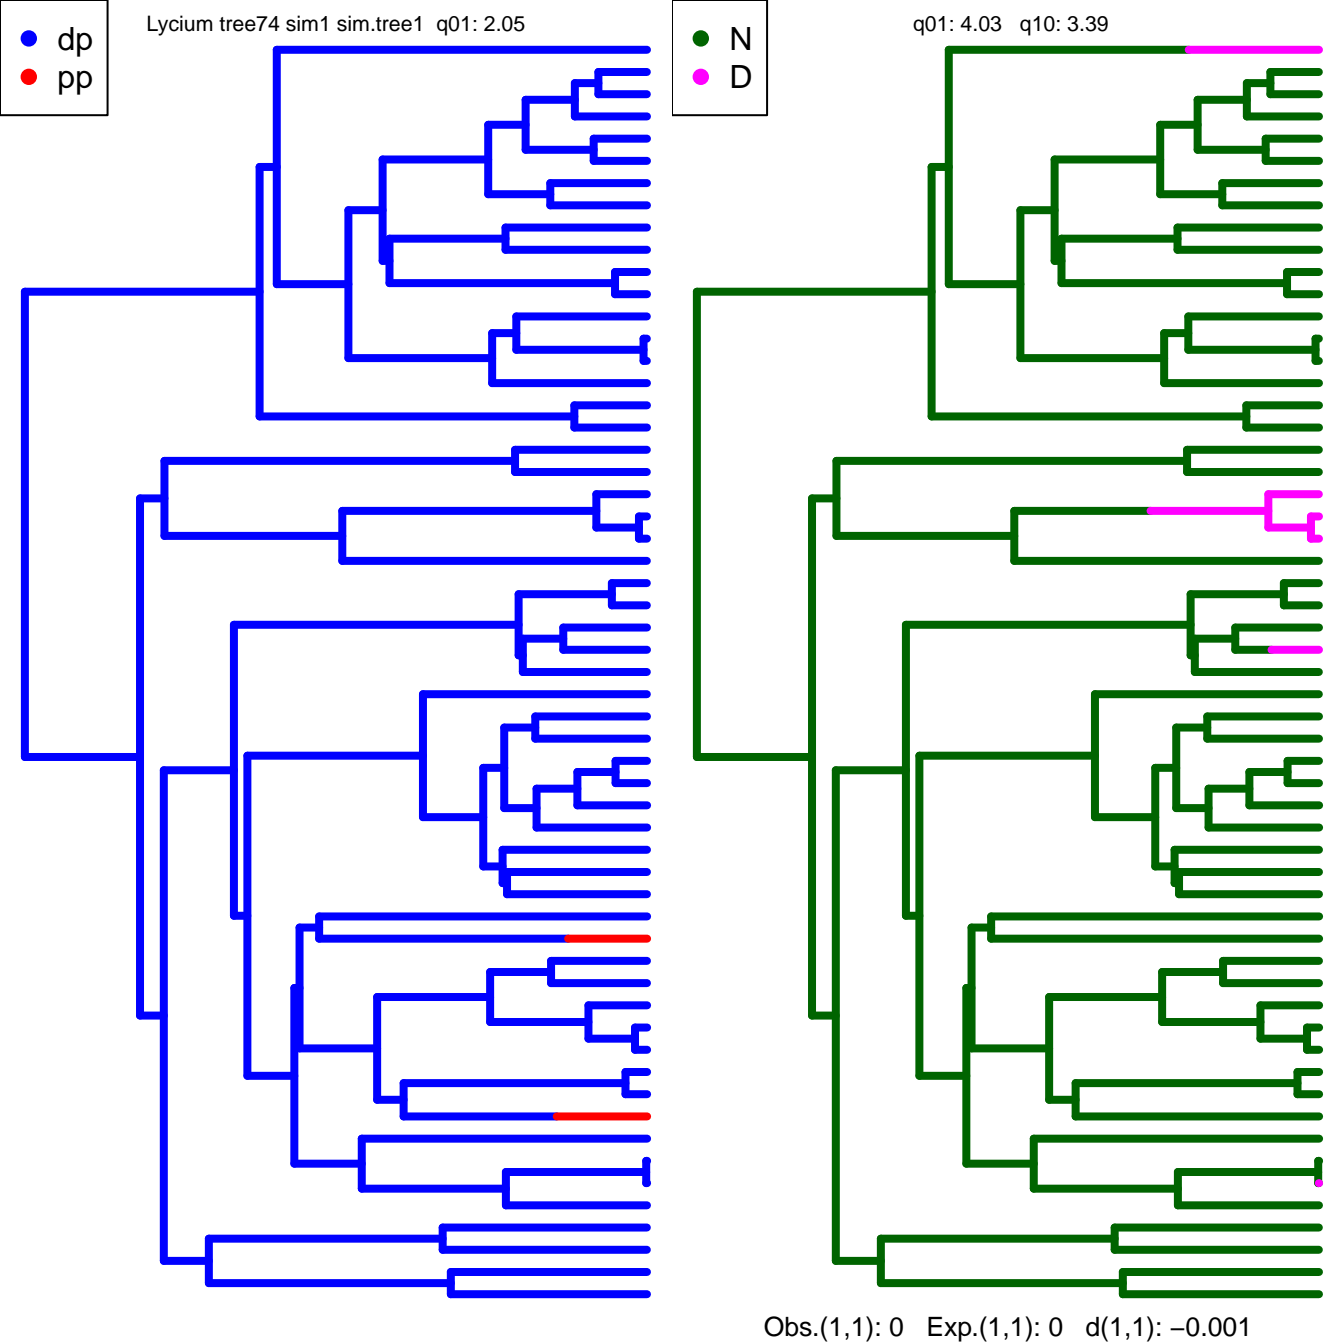 Lycium tree74 sim1 sim.tree1 q01: 2.05
dp
pp
q01: 4.03 q10: 3.39
N
D
Obs.(1,1): 0 Exp.(1,1): 0 d(1,1): −0.001